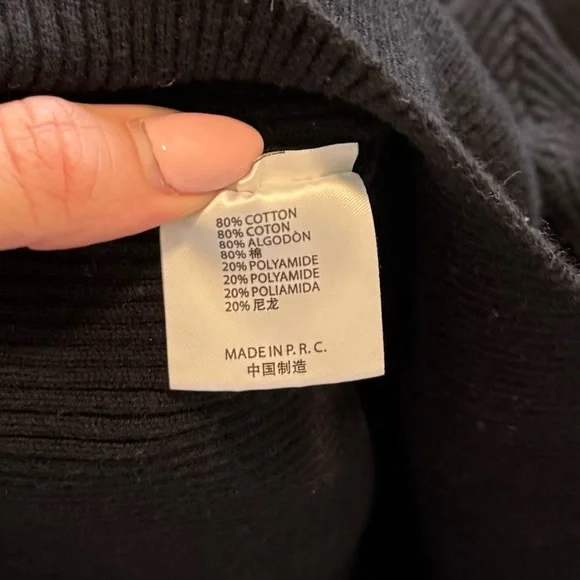 80% COTTON
80% COTON
80% ALGODÒN
80% 棉
20% POLYAMIDE
20% POLYAMIDE
20% POLIAMIDA
20% 尼龙
MADE IN P. R. C.
中国制造